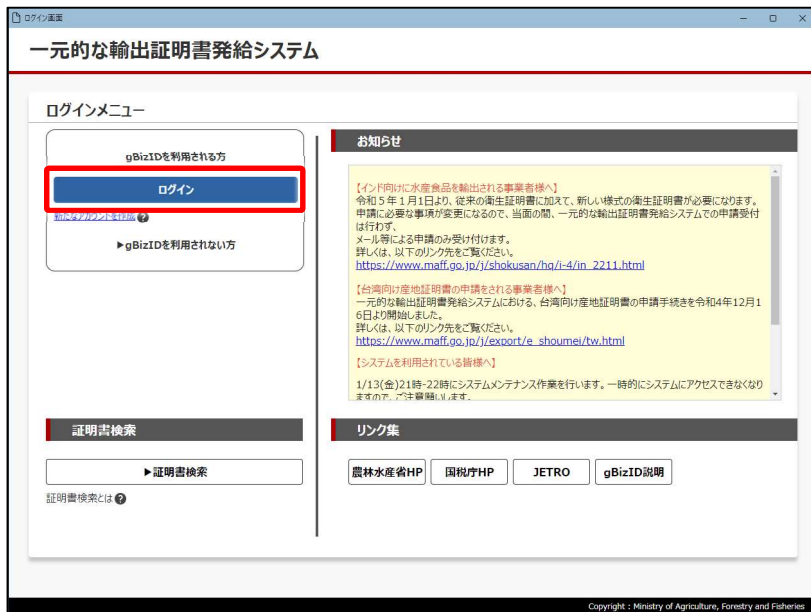 ログイン画面
一元的な輸出証明書発給システム
ログインメニュー
gBizIDを利用される方
ログイン
新たなアカウントを作成
▶gBizIDを利用されない方
お知らせ
【インド向けに水産食品を輸出される事業者様へ】
令和5年1月1日より、従来の衛生証明書に加えて、新しい様式の衛生証明書が必要になります。
申請に必要な事項が変更になるので、当面の間、一元的な輸出証明書発給システムでの申請受付
は行わず、
メール等による申請のみ受け付けます。
詳しくは、以下のリンク先をご覧ください。
https://www.maff.go.jp/j/shokusan/hq/i-4/in_2211.html
【台湾向け産地証明書の申請をされる事業者様へ】
一元的な輸出証明書発給システムにおける、台湾向け産地証明書の申請手続きを令和4年12月1
6日より開始しました。
詳しくは、以下のリンク先をご覧ください。
https://www.maff.go.jp/j/export/e_shoumei/tw.html
【システムを利用されている皆様へ】
1/13(金)21時-22時にシステムメンテナンス作業を行います。一時的にシステムにアクセスできなくなり
ますので、ご注意願いします。
証明書検索
▶証明書検索
証明書検索とは?
リンク集
農林水産省HP
国税庁HP
JETRO
gBizID説明
Copyright : Ministry of Agriculture, Forestry and Fisheries